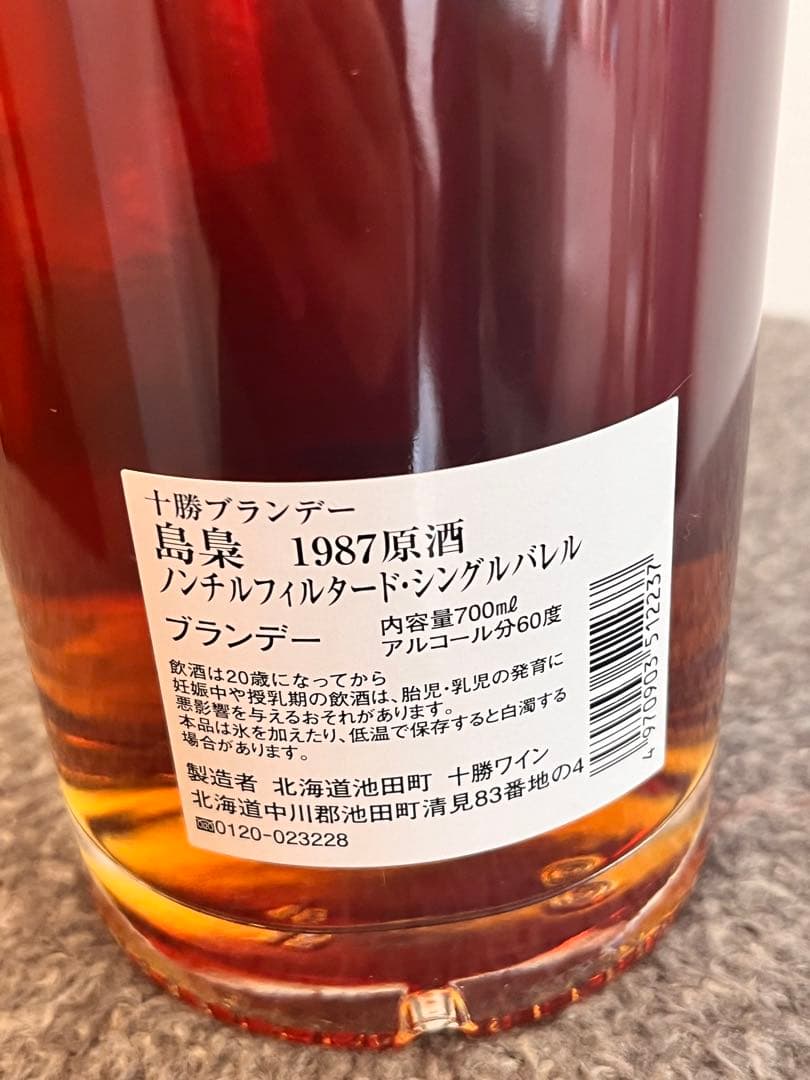 十勝ブランデー
島梟　1987原酒
ノンチルフィルタード・シングルバレル
ブランデー
内容量700mℓ
アルコール分60度
飲酒は20歳になってから
妊娠中や授乳期の飲酒は、胎児・乳児の発育に
悪影響を与えるおそれがあります。
本品は氷を加えたり、低温で保存すると白濁する
場合があります。
製造者 北海道池田町 十勝ワイン
北海道中川郡池田町清見83番地の4
0120-023228
4970903512237